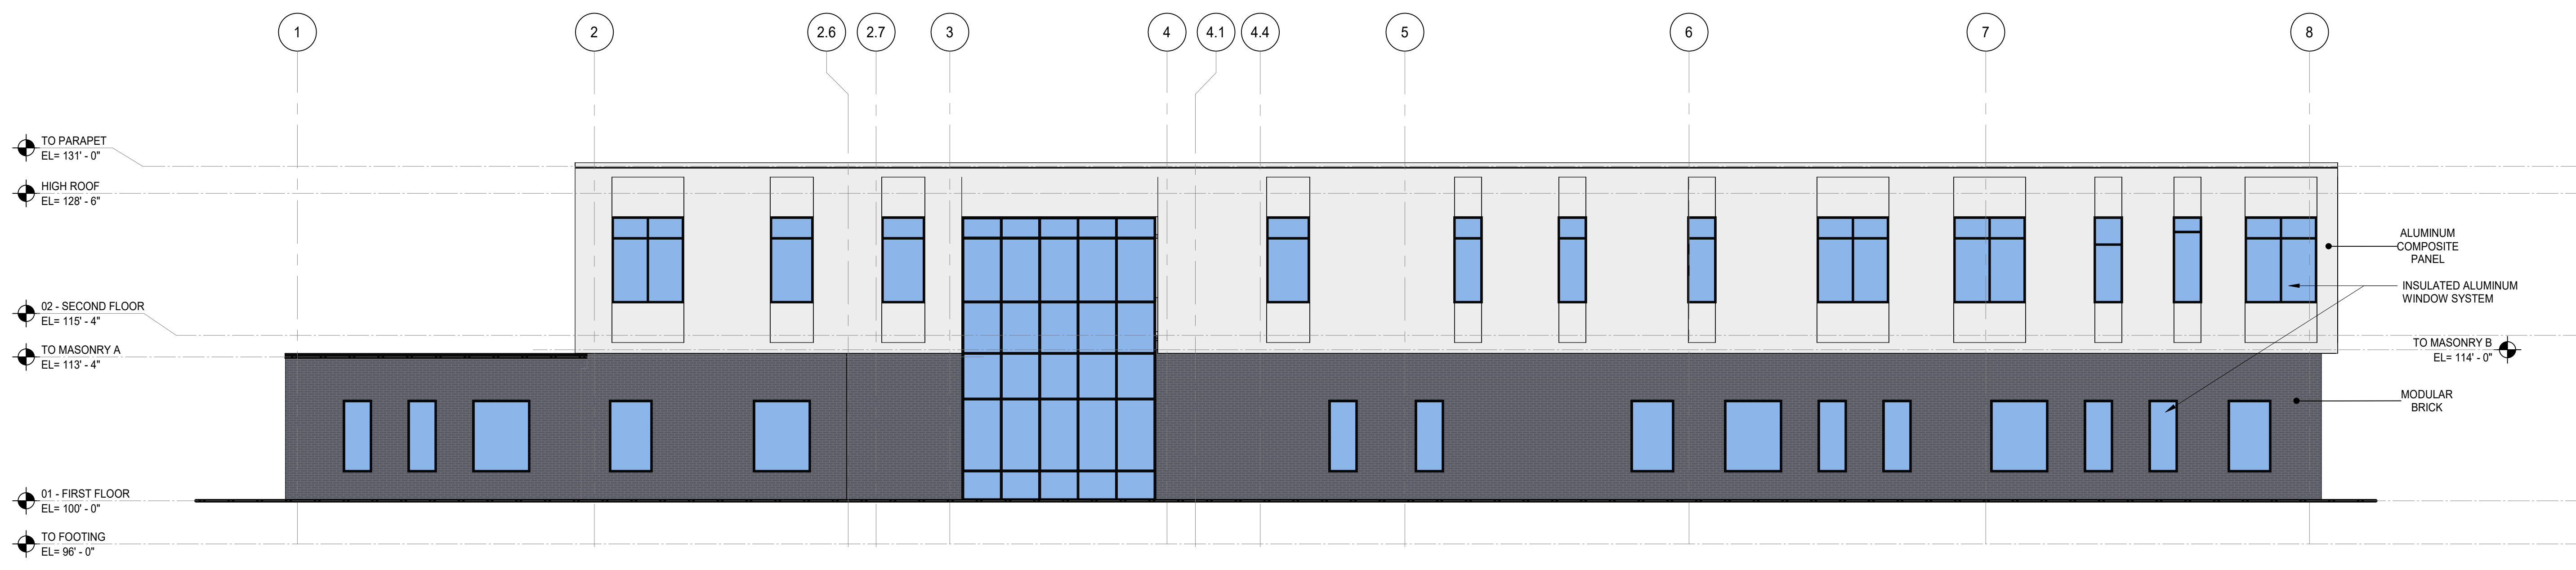 1
2
2.6
2.7
3
4
4.1
4.4
5
6
7
8
TO PARAPET
EL= 131' - 0"
HIGH ROOF
EL= 128' - 6"
02 - SECOND FLOOR
EL= 115' - 4"
TO MASONRY A
EL= 113' - 4"
01 - FIRST FLOOR
EL= 100' - 0"
TO FOOTING
EL= 96' - 0"
ALUMINUM
COMPOSITE
PANEL
INSULATED ALUMINUM
WINDOW SYSTEM
TO MASONRY B
EL= 114' - 0"
MODULAR
BRICK